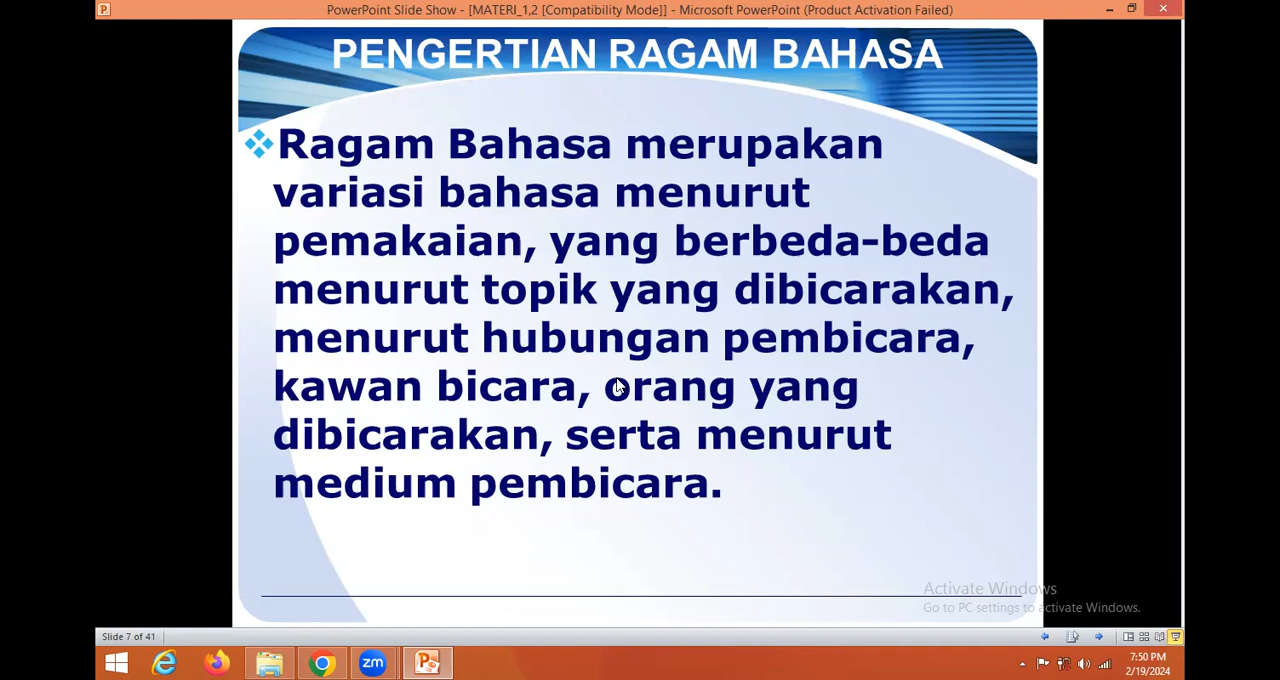 PowerPoint Slide Show - [MATERI_1,2 [Compatibility Mode]] - Microsoft PowerPoint (Product Activation Failed)
PENGERTIAN RAGAM BAHASA
Ragam Bahasa merupakan
variasi bahasa menurut
pemakaian, yang berbeda-beda
menurut topik yang dibicarakan,
menurut hubungan pembicara,
kawan bicara, orang yang
dibicarakan, serta menurut
medium pembicara.
Activate Windows
Go to PC settings to activate Windows.
Slide 7 of 41
zm
7:50 PM
2/19/2024